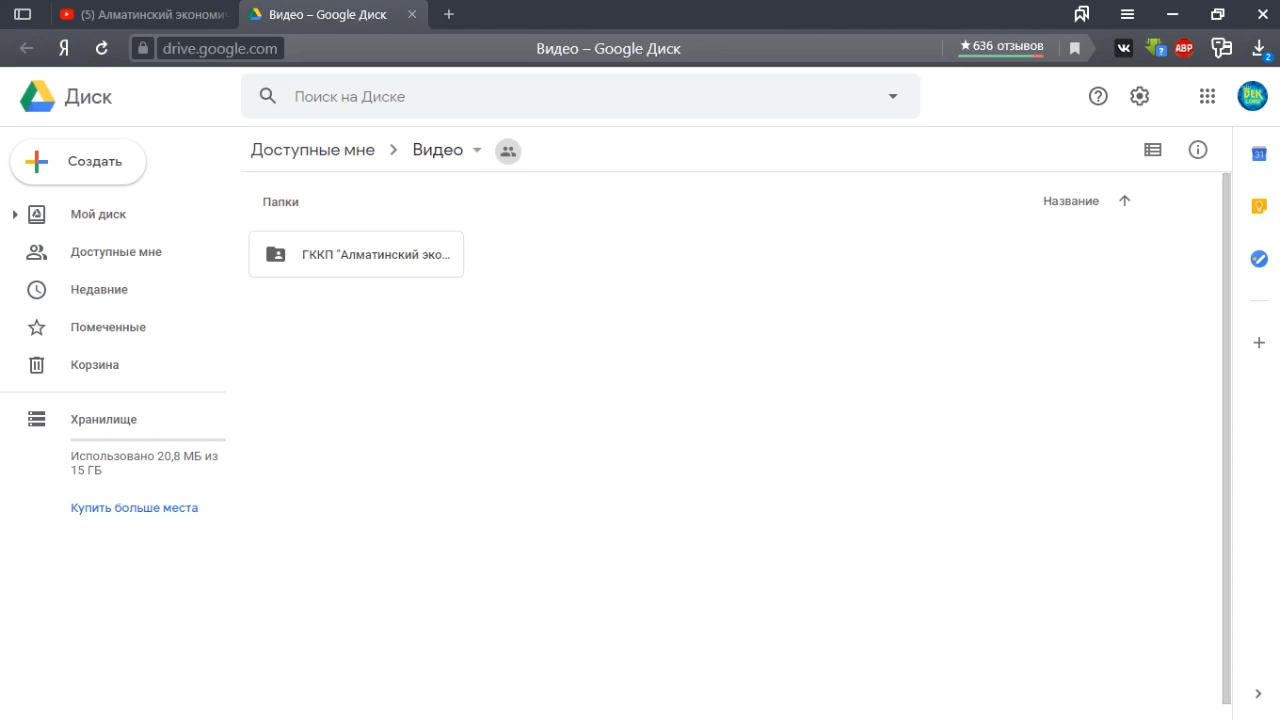 (5) Алматинский экономи
Видео – Google Диск
Я
drive.google.com
Видео – Google Диск
★ 636 отзывов
ABP
2
Диск
Поиск на Диске
Создать
Доступные мне
Видео
31
Мой диск
Папки
Название
Доступные мне
ГККП "Алматинский эко...
Недавние
Помеченные
Корзина
Хранилище
Использовано 20,8 МБ из
15 ГБ
Купить больше места